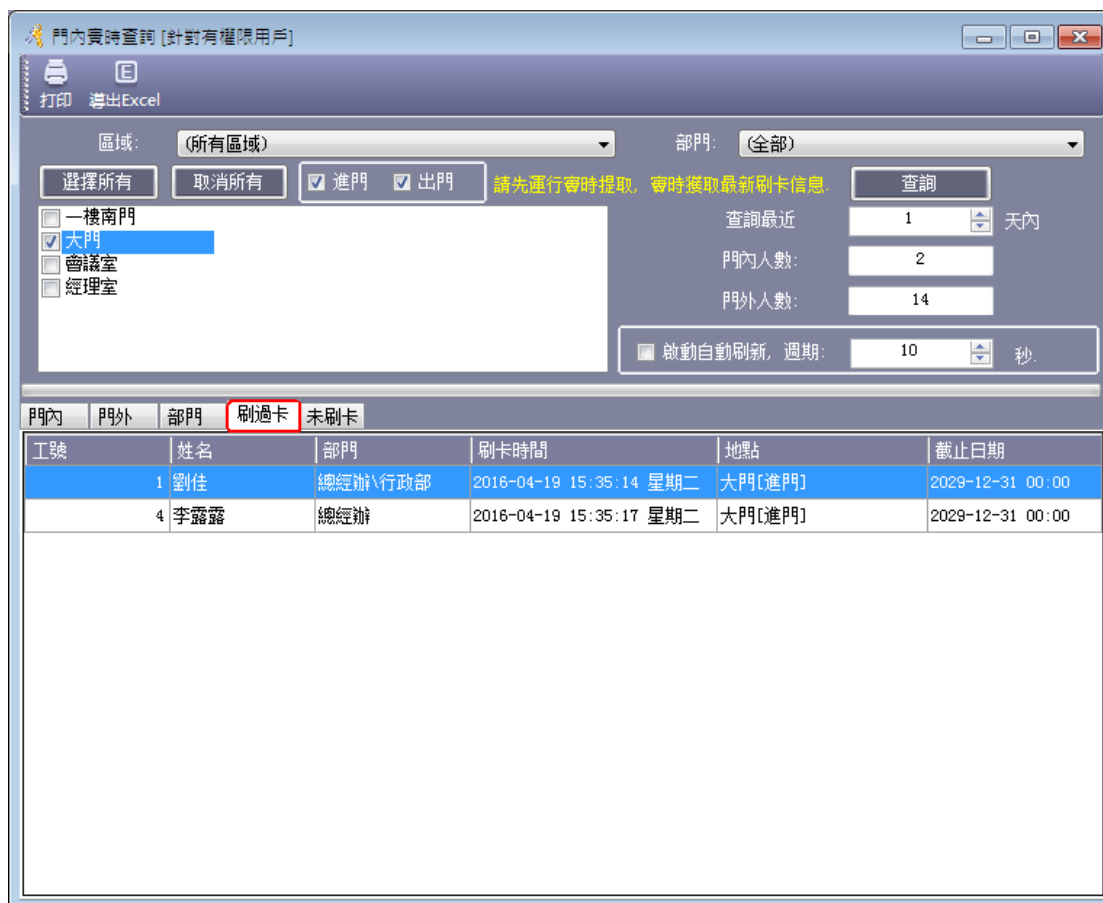 門內實時查詢 [針對有權限用戶]
打印 導出Excel
區域: (所有區域) 部門: (全部)
選擇所有 取消所有 進門 出門 請先運行實時提取, 實時獲取最新刷卡信息. 查詢
一樓南門 查詢最近 1 天內
大門
會議室 門內人數: 2
經理室
門外人數: 14
啟動自動刷新, 週期: 10 秒.
門內 門外 部門 刷過卡 未刷卡
工號 姓名 部門 刷卡時間 地點 截止日期
1 劉佳 總經辦\行政部 2016-04-19 15:35:14 星期二 大門[進門] 2029-12-31 00:00
4 李露露 總經辦 2016-04-19 15:35:17 星期二 大門[進門] 2029-12-31 00:00